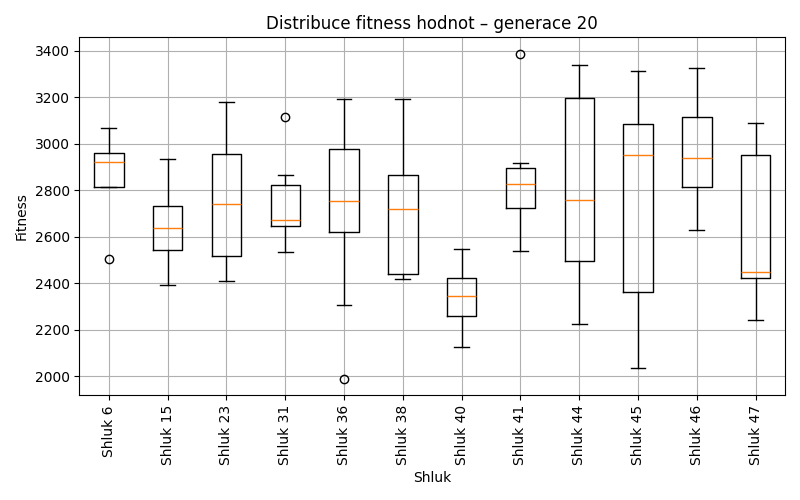 Distribuce fitness hodnot – generace 20
Fitness
3400
3200
3000
2800
2600
2400
2200
2000
Shluk 6
Shluk 15
Shluk 23
Shluk 31
Shluk 36
Shluk 38
Shluk 40
Shluk 41
Shluk 44
Shluk 45
Shluk 46
Shluk 47
Shluk